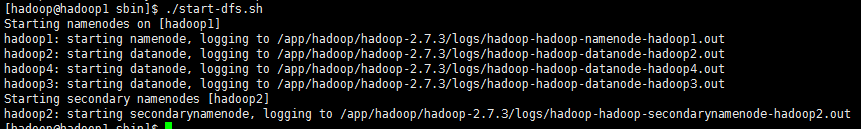 [hadoop@hadoop1 sbin]$ ./start-dfs.sh
Starting namenodes on [hadoop1]
hadoop1: starting namenode, logging to /app/hadoop/hadoop-2.7.3/logs/hadoop-hadoop-namenode-hadoop1.out
hadoop2: starting datanode, logging to /app/hadoop/hadoop-2.7.3/logs/hadoop-hadoop-datanode-hadoop2.out
hadoop4: starting datanode, logging to /app/hadoop/hadoop-2.7.3/logs/hadoop-hadoop-datanode-hadoop4.out
hadoop3: starting datanode, logging to /app/hadoop/hadoop-2.7.3/logs/hadoop-hadoop-datanode-hadoop3.out
Starting secondary namenodes [hadoop2]
hadoop2: starting secondarynamenode, logging to /app/hadoop/hadoop-2.7.3/logs/hadoop-hadoop-secondarynamenode-hadoop2.out
[hadoop@hadoop1 sbin]$